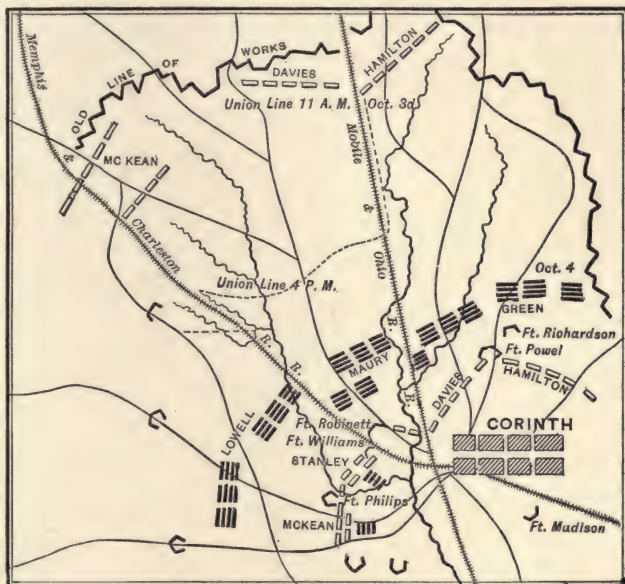 Memphis
&
Charleston
R.
R.
OLD LINE OF WORKS
DAVIES
Union Line 11 A.M. Oct. 3d
HAMILTON
MC KEAN
Mobile
&
Ohio
R.
R.
Union Line 4 P.M.
Oct. 4
GREEN
Ft. Richardson
Ft. Powel
HAMILTON
DAVIES
MAURY
LOWELL
Ft. Robinett
Ft. Williams
STANLEY
CORINTH
Ft. Philips
MCKEAN
Ft. Madison